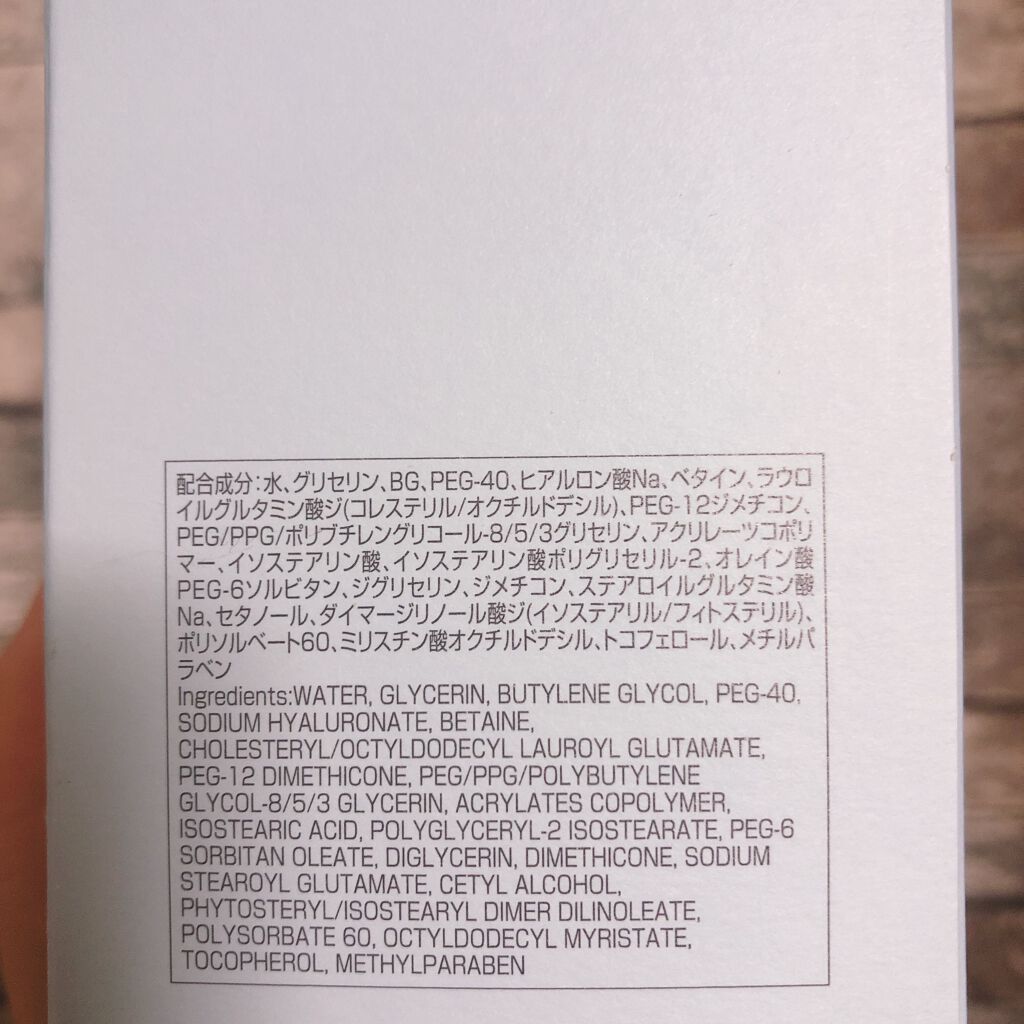 配合成分:水、グリセリン、BG、PEG-40、ヒアルロン酸Na、ベタイン、ラウロ
イルグルタミン酸ジ(コレステリル/オクチルドデシル)、PEG-12ジメチコン、
PEG/PPG/ポリブチレングリコール-8/5/3グリセリン、アクリレーツコポリ
マー、イソステアリン酸、イソステアリン酸ポリグリセリル-2、オレイン酸
PEG-6ソルビタン、ジグリセリン、ジメチコン、ステアロイルグルタミン酸
Na、セタノール、ダイマージリノール酸ジ(イソステアリル/フィトステリル)、
ポリソルベート60、ミリスチン酸オクチルドデシル、トコフェロール、メチルパ
ラベン
Ingredients:WATER, GLYCERIN, BUTYLENE GLYCOL, PEG-40,
SODIUM HYALURONATE, BETAINE,
CHOLESTERYL/OCTYLDODECYL LAUROYL GLUTAMATE,
PEG-12 DIMETHICONE, PEG/PPG/POLYBUTYLENE
GLYCOL-8/5/3 GLYCERIN, ACRYLATES COPOLYMER,
ISOSTEARIC ACID, POLYGLYCERYL-2 ISOSTEARATE, PEG-6
SORBITAN OLEATE, DIGLYCERIN, DIMETHICONE, SODIUM
STEAROYL GLUTAMATE, CETYL ALCOHOL,
PHYTOSTERYL/ISOSTEARYL DIMER DILINOLEATE,
POLYSORBATE 60, OCTYLDODECYL MYRISTATE,
TOCOPHEROL, METHYLPARABEN